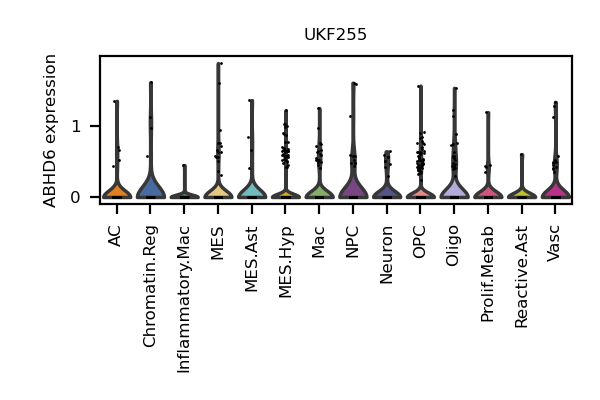 UKF255
ABHD6 expression
1
0
AC
Chromatin.Reg
Inflammatory.Mac
MES
MES.Ast
MES.Hyp
Mac
NPC
Neuron
OPC
Oligo
Prolif.Metab
Reactive.Ast
Vasc